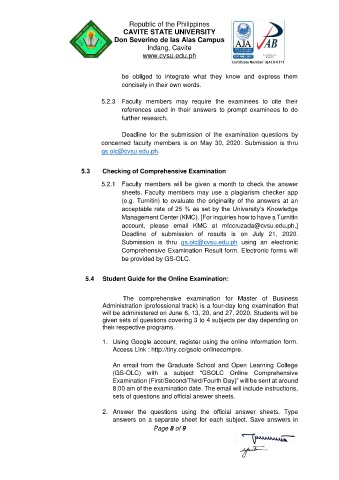 Republic of the Philippines
CAVITE STATE UNIVERSITY
Don Severino de las Alas Campus
Indang, Cavite
www.cvsu.edu.ph
AJA
PAB
be obliged to integrate what they know and express them
concisely in their own words.
5.2.3 Faculty members may require the examinees to cite their
references used in their answers to prompt examinees to do
further research.
Deadline for the submission of the examination questions by
concerned faculty members is on May 30, 2020. Submission is thru
gs.olc@cvsu.edu.ph.
5.3 Checking of Comprehensive Examination
5.2.1 Faculty members will be given a month to check the answer
sheets. Faculty members may use a plagiarism checker app
(e.g. Turnitin) to evaluate the originality of the answers at an
acceptable rate of 25 % as set by the University's Knowledge
Management Center (KMC). [For inquiries how to have a Turnitin
account, please email KMC at mfccruzada@cvsu.edu,ph.]
Deadline of submission of results is on July 21, 2020.
Submission is thru gs.olc@cvsu.edu.ph using an electronic
Comprehensive Examination Result form. Electronic forms will
be provided by GS-OLC.
5.4 Student Guide for the Online Examination:
The comprehensive examination for Master of Business
Administration (professional track) is a four-day long examination that
will be administered on June 6, 13, 20, and 27, 2020. Students will be
given sets of questions covering 3 to 4 subjects per day depending on
their respective programs.
1. Using Google account, register using the online information form.
Access Link : http://tiny.cc/gsolc-onlinecompre.
An email from the Graduate School and Open Learning College
(GS-OLC) with a subject "GSOLC Online Comprehensive
Examination (First/Second/Third/Fourth Day)" will be sent at around
8:00 am of the examination date. The email will include instructions,
sets of questions and official answer sheets.
2. Answer the questions using the official answer sheets. Type
answers on a separate sheet for each subject. Save answers in
Page 8 of 9